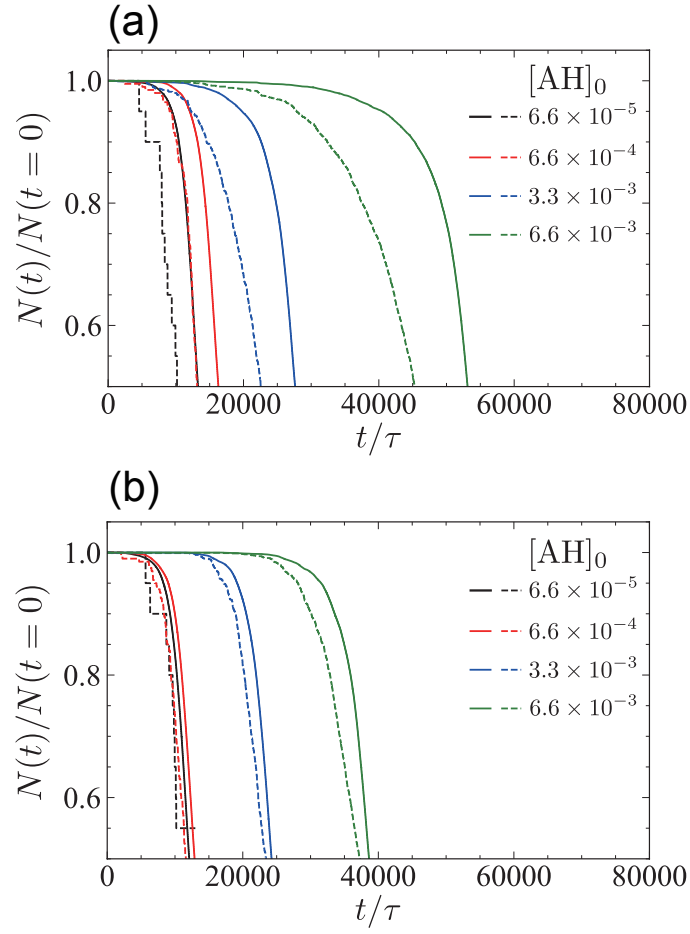 (a)
N(t)/N(t = 0)
1.0
0.8
0.6
[AH]₀
6.6 × 10⁻⁵
6.6 × 10⁻⁴
3.3 × 10⁻³
6.6 × 10⁻³
0 20000 40000 60000 80000
t/τ
(b)
N(t)/N(t = 0)
1.0
0.8
0.6
[AH]₀
6.6 × 10⁻⁵
6.6 × 10⁻⁴
3.3 × 10⁻³
6.6 × 10⁻³
0 20000 40000 60000 80000
t/τ